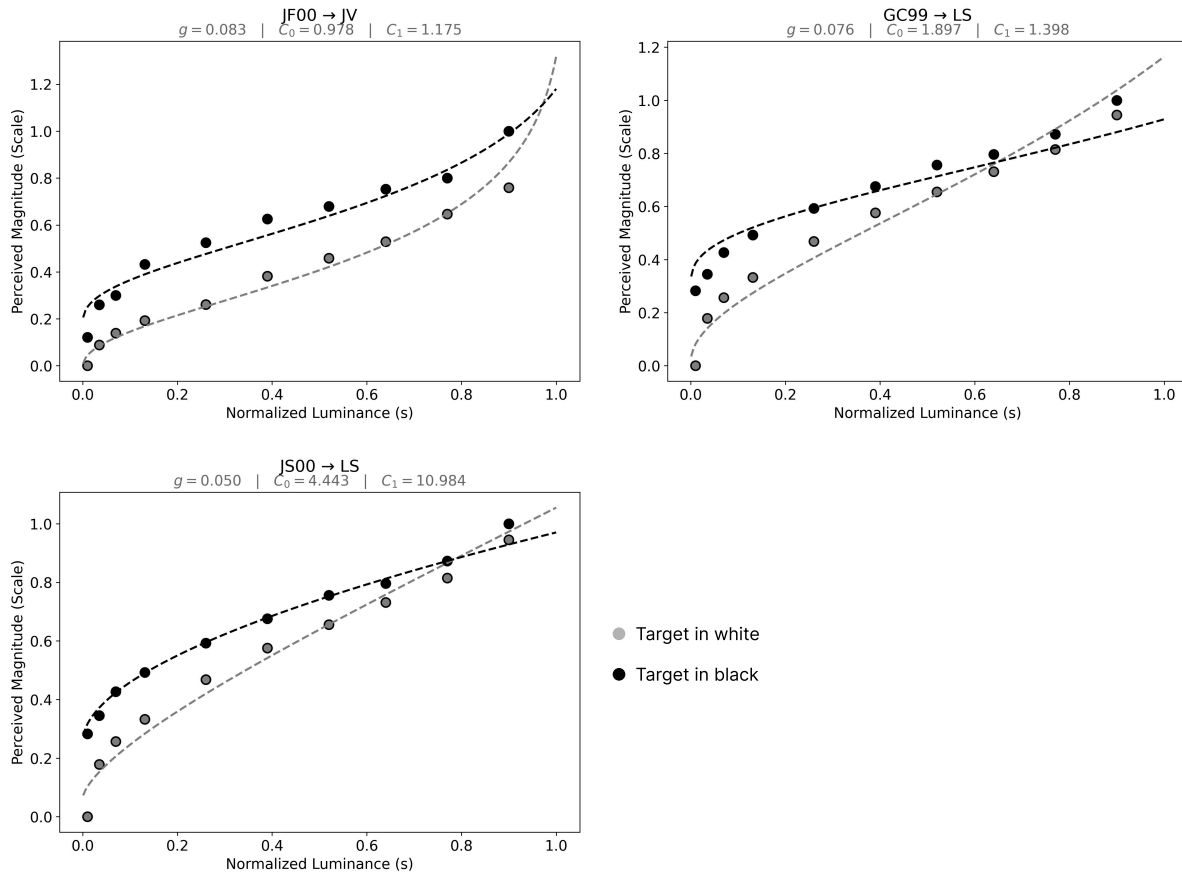 JF00 → JV
g = 0.083 | C₀ = 0.978 | C₁ = 1.175
Perceived Magnitude (Scale)
1.2
1.0
0.8
0.6
0.4
0.2
0.0
0.0 0.2 0.4 0.6 0.8 1.0
Normalized Luminance (s)
GC99 → LS
g = 0.076 | C₀ = 1.897 | C₁ = 1.398
Perceived Magnitude (Scale)
1.2
1.0
0.8
0.6
0.4
0.2
0.0
0.0 0.2 0.4 0.6 0.8 1.0
Normalized Luminance (s)
JS00 → LS
g = 0.050 | C₀ = 4.443 | C₁ = 10.984
Perceived Magnitude (Scale)
1.0
0.8
0.6
0.4
0.2
0.0
0.0 0.2 0.4 0.6 0.8 1.0
Normalized Luminance (s)
Target in white
Target in black